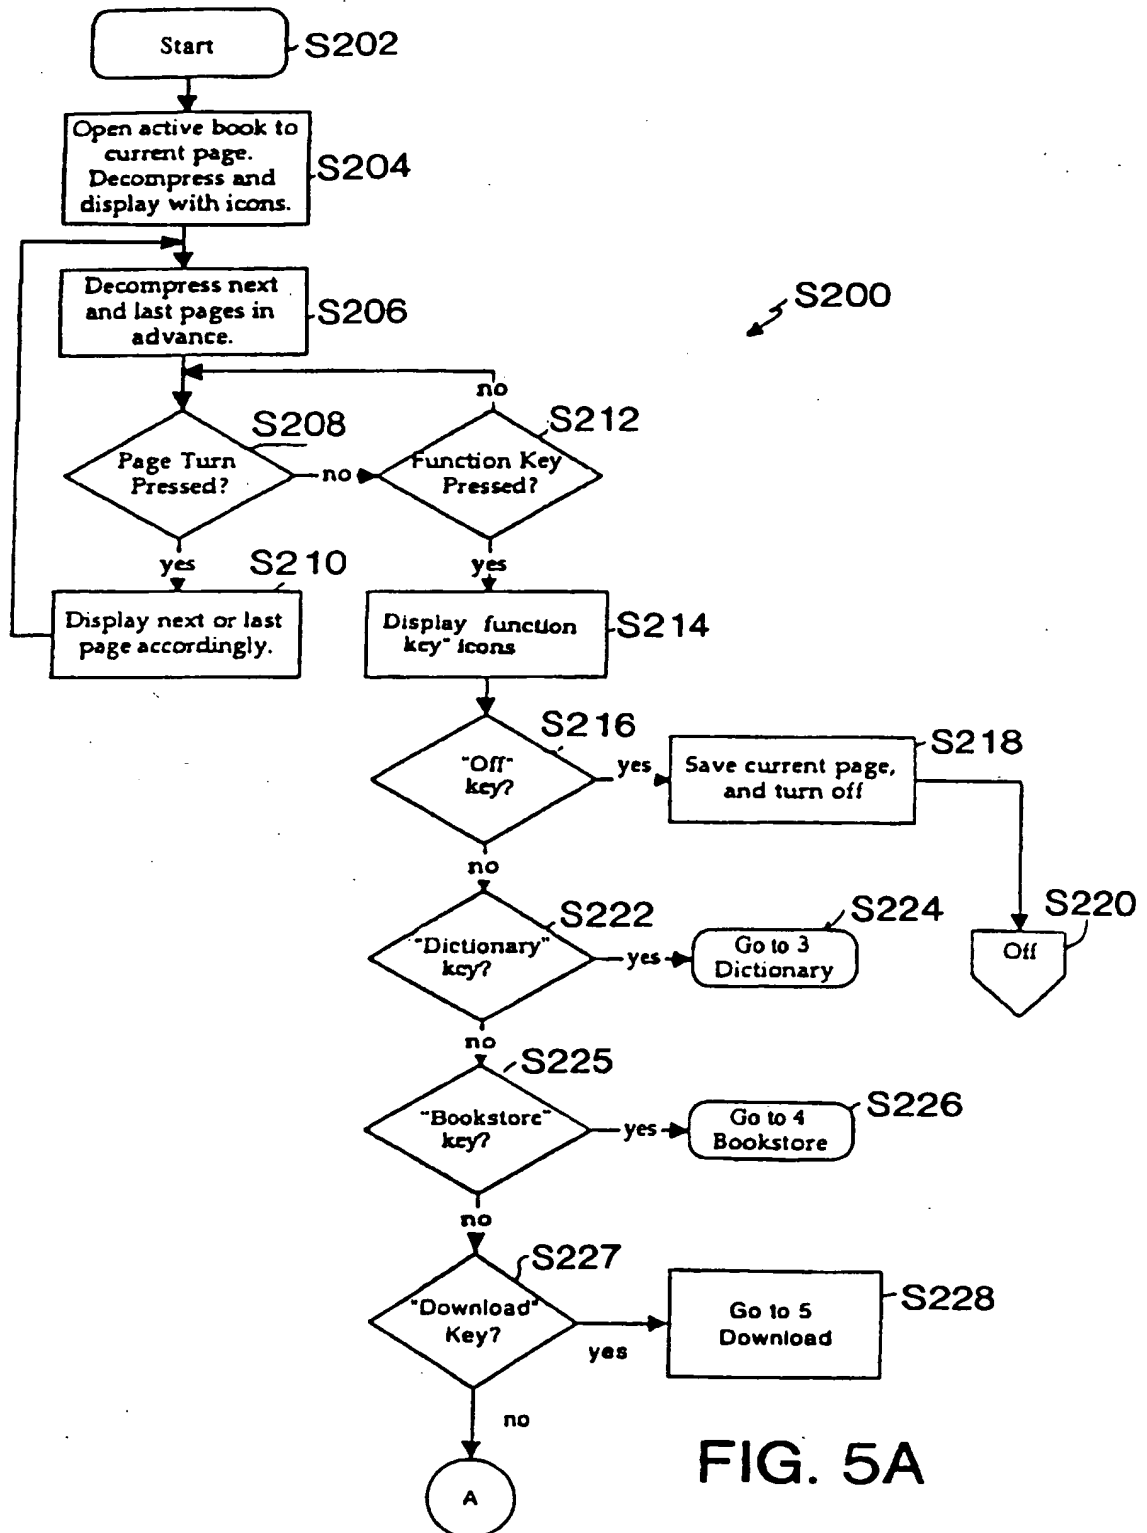 Start
S202
Open active book to
current page.
Decompress and
display with icons.
S204
Decompress next
and last pages in
advance.
S206
S200
no
S208
S212
Page Turn
Pressed?
no
Function Key
Pressed?
yes
S210
yes
Display next or last
page accordingly.
Display function
key" icons
S214
S216
"Off"
key?
yes
Save current page,
and turn off
S218
no
S222
"Dictionary"
key?
yes
Go to 3
Dictionary
S224
Off
S220
no
S225
"Bookstore"
key?
yes
Go to 4
Bookstore
S226
no
S227
"Download"
Key?
yes
Go to 5
Download
S228
no
A
FIG. 5A